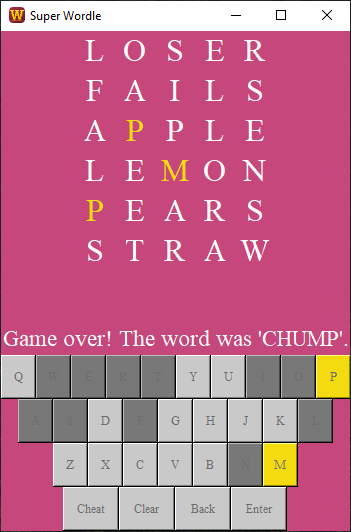 Super Wordle
L O S E R
F A I L S
A P P L E
L E M O N
P E A R S
S T R A W
Game over! The word was 'CHUMP'.
Q W E R T Y U I O P
A S D F G H J K L
Z X C V B N M
Cheat Clear Back Enter